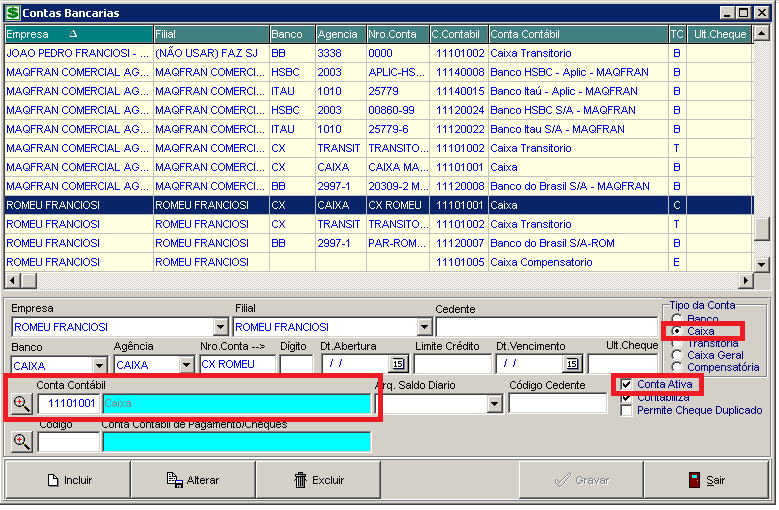 Contas Bancarias
Empresa Filial Banco Agencia Nro.Conta C.Contabil Conta Contábil TC Ult.Cheque
JOAO PEDRO FRANCIOSI - ... (NÃO USAR) FAZ SJ BB 3338 0000 11101002 Caixa Transitorio B
MAQFRAN COMERCIAL AG... MAQFRAN COMERCI... HSBC 2003 APLIC-HS... 11140008 Banco HSBC - Aplic - MAQFRAN B
MAQFRAN COMERCIAL AG... MAQFRAN COMERCI... ITAU 1010 25779 11140015 Banco Itaú - Aplic - MAQFRAN B
MAQFRAN COMERCIAL AG... MAQFRAN COMERCI... HSBC 2003 00860-99 11120024 Banco HSBC S/A - MAQFRAN B
MAQFRAN COMERCIAL AG... MAQFRAN COMERCI... ITAU 1010 25779-6 11120022 Banco Itau S/A - MAQFRAN B
MAQFRAN COMERCIAL AG... MAQFRAN COMERCI... CX TRANSIT TRANSITO... 11101002 Caixa Transitorio T
MAQFRAN COMERCIAL AG... MAQFRAN COMERCI... CX CAIXA CAIXA MA... 11101001 Caixa B
MAQFRAN COMERCIAL AG... MAQFRAN COMERCI... BB 2997-1 20309-2 M... 11120008 Banco do Brasil S/A - MAQFRAN B
ROMEU FRANCIOSI ROMEU FRANCIOSI CX CAIXA CX ROMEU 11101001 Caixa C
ROMEU FRANCIOSI ROMEU FRANCIOSI CX TRANSIT TRANSITO... 11101002 Caixa Transitorio T
ROMEU FRANCIOSI ROMEU FRANCIOSI BB 2997-1 PAR-ROM... 11120007 Banco do Brasil S/A-ROM B
ROMEU FRANCIOSI ROMEU FRANCIOSI 11101005 Caixa Compensatorio E
Empresa Filial Cedente Tipo da Conta
ROMEU FRANCIOSI ROMEU FRANCIOSI
Banco
Caixa
Transitória
Caixa Geral
Compensatória
Banco Agência Nro.Conta --> Dígito Dt.Abertura Limite Crédito Dt.Vencimento Ult.Cheque
CAIXA CAIXA CX ROMEU / / 15 / / 15
Conta Contábil Arq. Saldo Diario Código Cedente Conta Ativa
11101001 Caixa Contabiliza
Permite Cheque Duplicado
Código Conta Contabil de Pagamento/Cheques
Incluir Alterar Excluir Gravar Sair